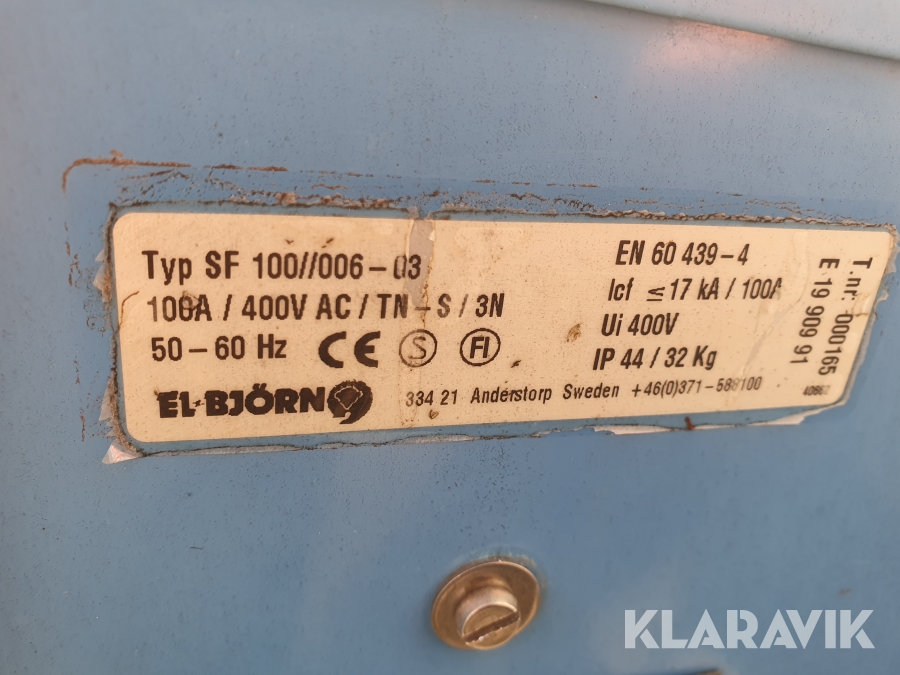 Typ SF 100//006-03
100A / 400V AC / TN-S / 3N
50-60 Hz CE S FI
EL-BJÖRN
334 21 Anderstorp Sweden
EN 60 439-4
Icf ≤ 17 kA / 100A
Ui 400V
IP 44 / 32 Kg
T.nr. 000165
E 19 909 91
KLARAVIK